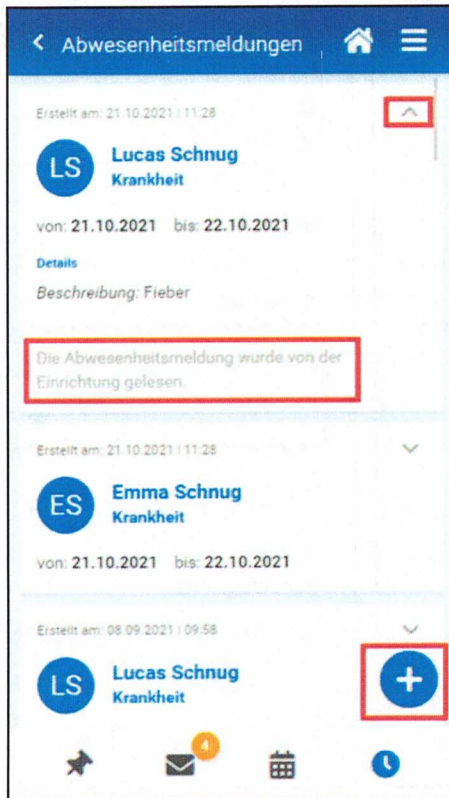 Abwesenheitsmeldungen
Erstellt am: 21.10.2021 | 11:28
LS
Lucas Schnug
Krankheit
von: 21.10.2021 bis: 22.10.2021
Details
Beschreibung: Fieber
Die Abwesenheitsmeldung wurde von der
Einrichtung gelesen.
Erstellt am: 21.10.2021 | 11:28
ES
Emma Schnug
Krankheit
von: 21.10.2021 bis: 22.10.2021
Erstellt am: 08.09.2021 | 09:58
LS
Lucas Schnug
Krankheit
4